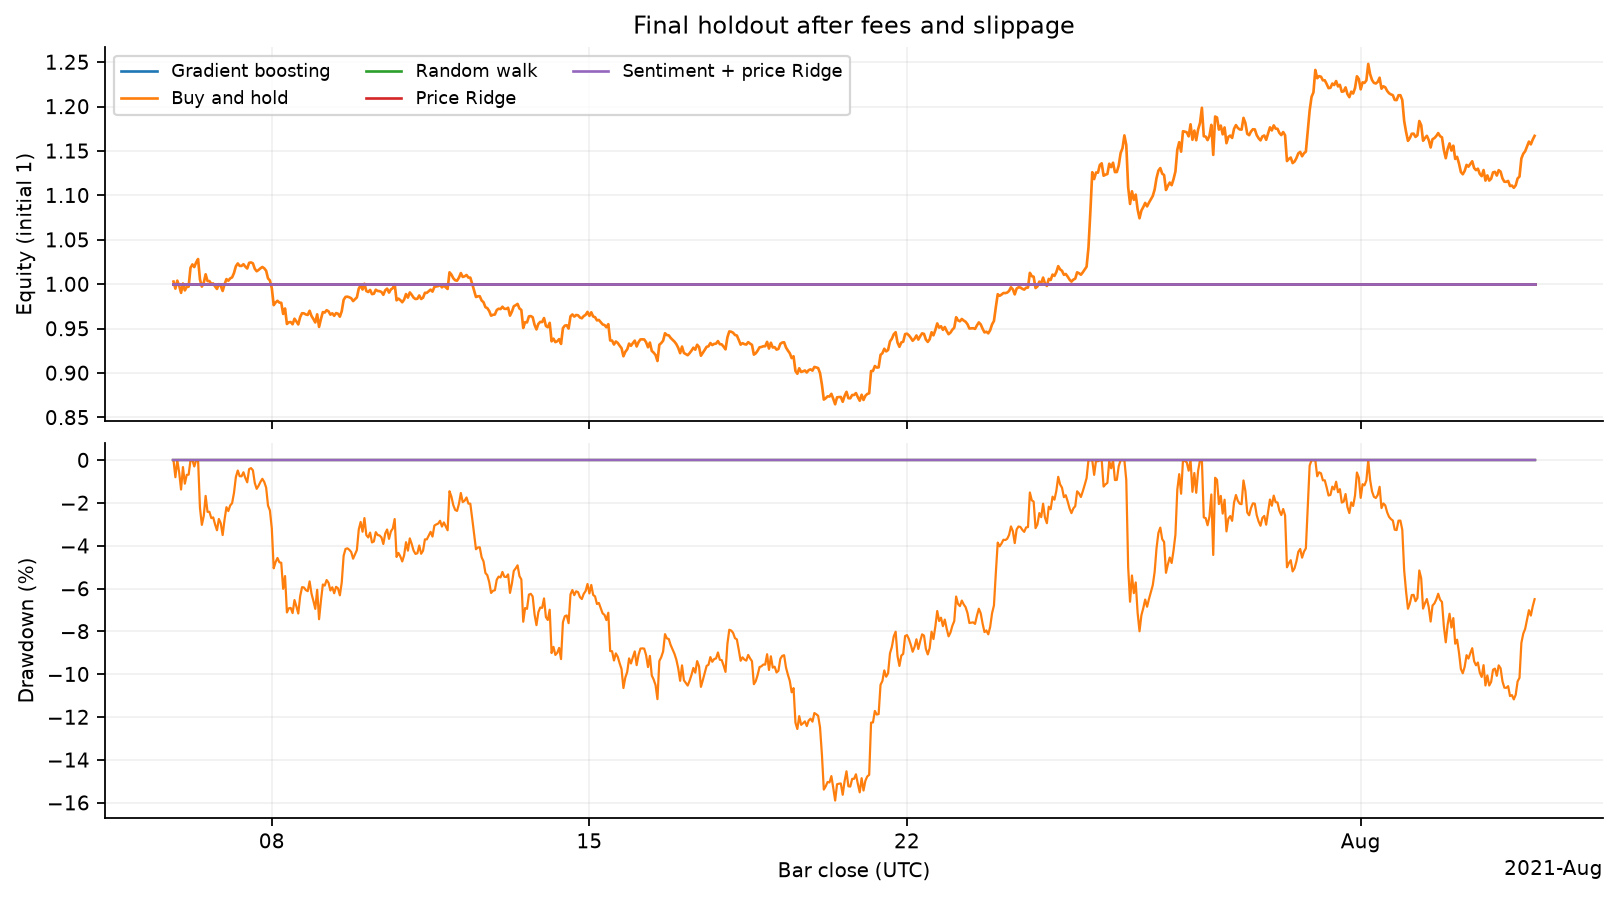 Final holdout after fees and slippage
Gradient boosting
Buy and hold
Random walk
Price Ridge
Sentiment + price Ridge
Equity (initial 1)
1.25
1.20
1.15
1.10
1.05
1.00
0.95
0.90
0.85
Drawdown (%)
0
−2
−4
−6
−8
−10
−12
−14
−16
08 15 22 Aug
Bar close (UTC)
2021-Aug